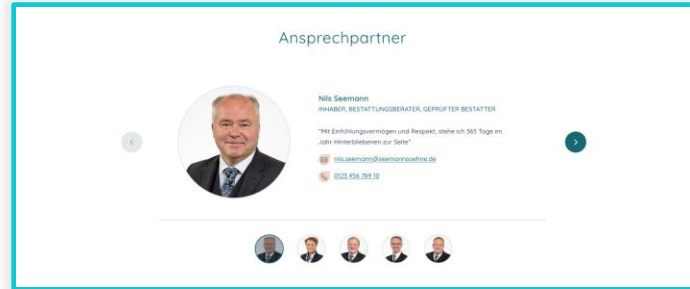 Ansprechpartner
Nils Seemann
INHABER, BESTATTUNGSBERATER, GEPRÜFTER BESTATTER
"Mit Einfühlungsvermögen und Respekt, stehe ich 365 Tage im
Jahr Hinterbliebenen zur Seite"
nils.seemann@seemannsoehne.de
0123 456 789 10